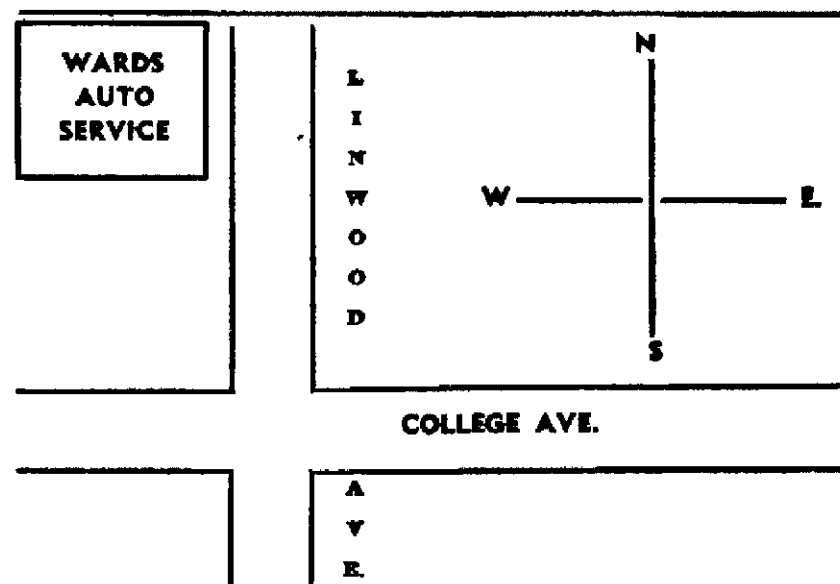 WARDS
AUTO
SERVICE
LINWOOD
N
W
E.
S
COLLEGE AVE.
AVE.